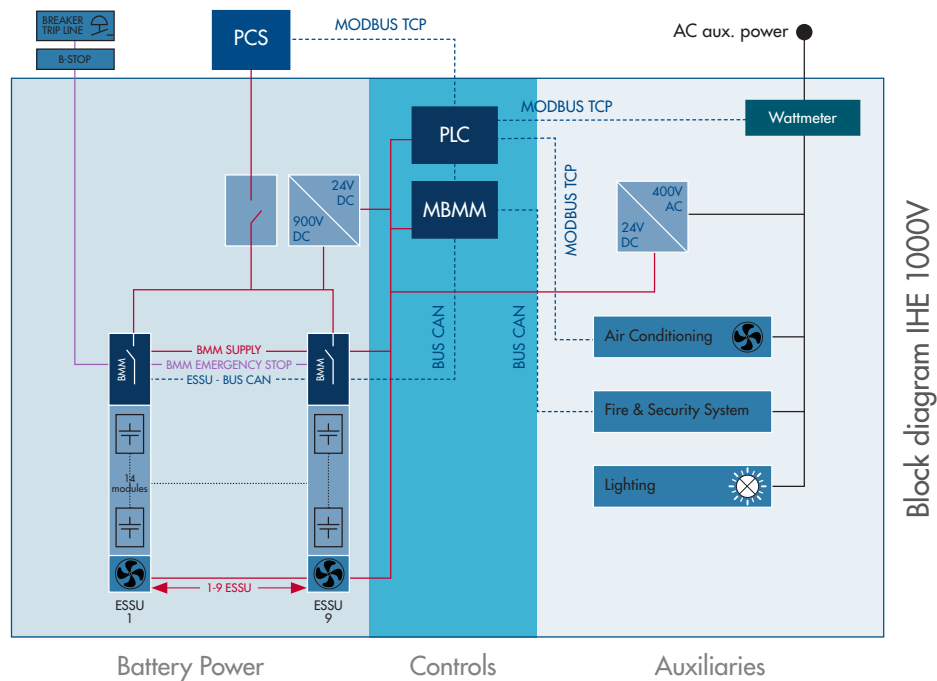 BREAKER
TRIP LINE
B-STOP
PCS
MODBUS TCP
AC aux. power
MODBUS TCP
Wattmeter
PLC
MBMM
24V
DC
900V
DC
MODBUS TCP
400V
AC
24V
DC
BUS CAN
BUS CAN
BMM
BMM SUPPLY
BMM EMERGENCY STOP
ESSU - BUS CAN
BMM
Air Conditioning
Fire & Security System
Lighting
14
modules
1-9 ESSU
ESSU
1
ESSU
9
Battery Power
Controls
Auxiliaries
Block diagram IHE 1000V